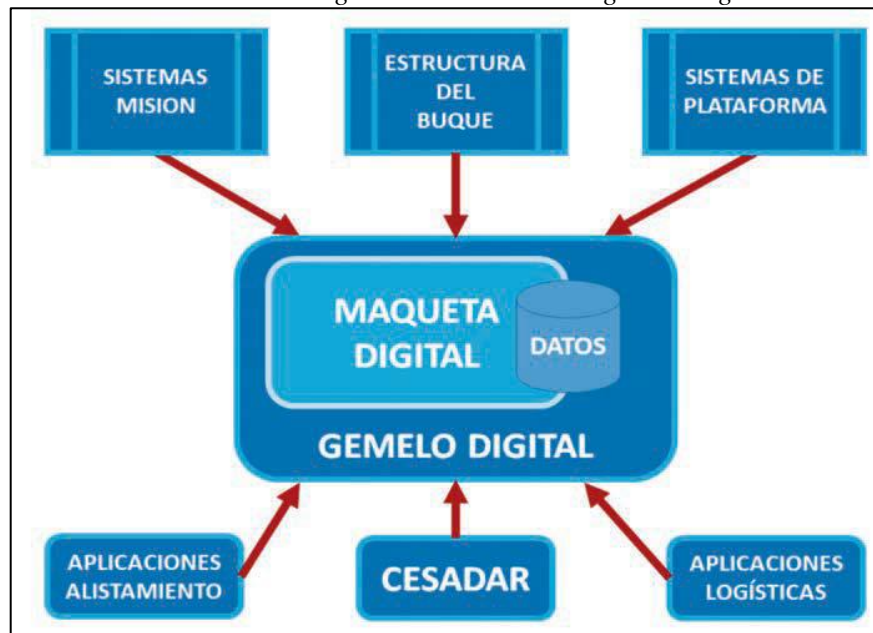 SISTEMAS
MISION
ESTRUCTURA
DEL
BUQUE
SISTEMAS DE
PLATAFORMA
MAQUETA
DIGITAL
DATOS
GEMELO DIGITAL
APLICACIONES
ALISTAMIENTO
CESADAR
APLICACIONES
LOGÍSTICAS